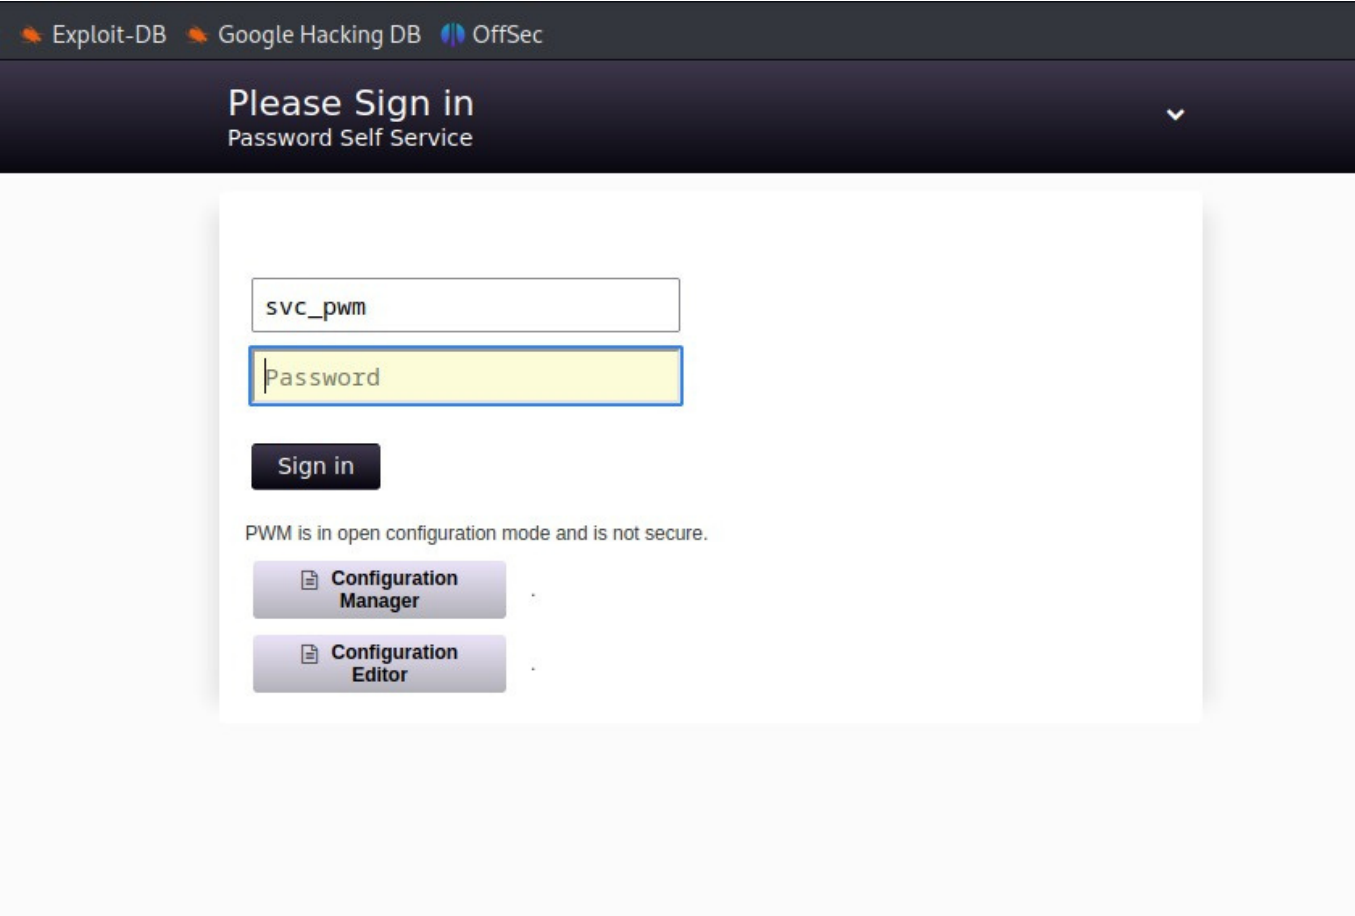 Exploit-DB Google Hacking DB OffSec
Please Sign in
Password Self Service
svc_pwm
Password
Sign in
PWM is in open configuration mode and is not secure.
Configuration
Manager
.
Configuration
Editor
.